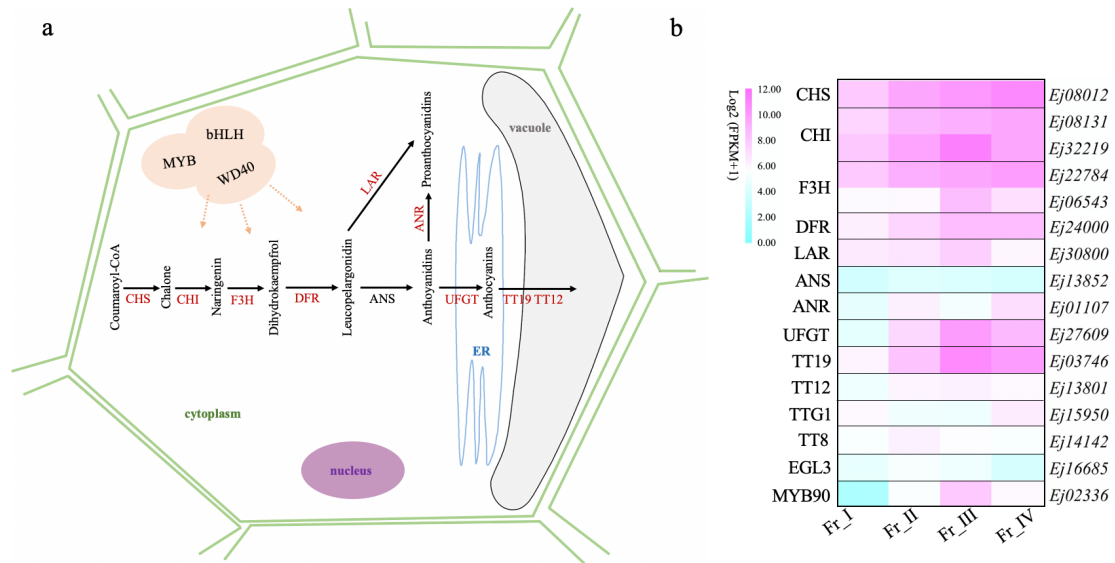 a
bHLH
MYB
WD40
Coumaroyl-CoA
CHS
Chalone
CHI
Naringenin
F3H
Dihydrokaempfrol
DFR
Leucopelargonidin
LAR
ANS
Proanthocyanidins
ANR
Anthoyanidins
UFGT
Anthocyanins
TT19 TT12
vacuole
ER
cytoplasm
nucleus
b
Log2 (FPKM+1)
12.00
10.00
8.00
6.00
4.00
2.00
0.00
CHS Ej08012
CHI Ej08131
Ej32219
F3H Ej22784
Ej06543
DFR Ej24000
LAR Ej30800
ANS Ej13852
ANR Ej01107
UFGT Ej27609
TT19 Ej03746
TT12 Ej13801
TTG1 Ej15950
TT8 Ej14142
EGL3 Ej16685
MYB90 Ej02336
Fr_I Fr_II Fr_III Fr_IV